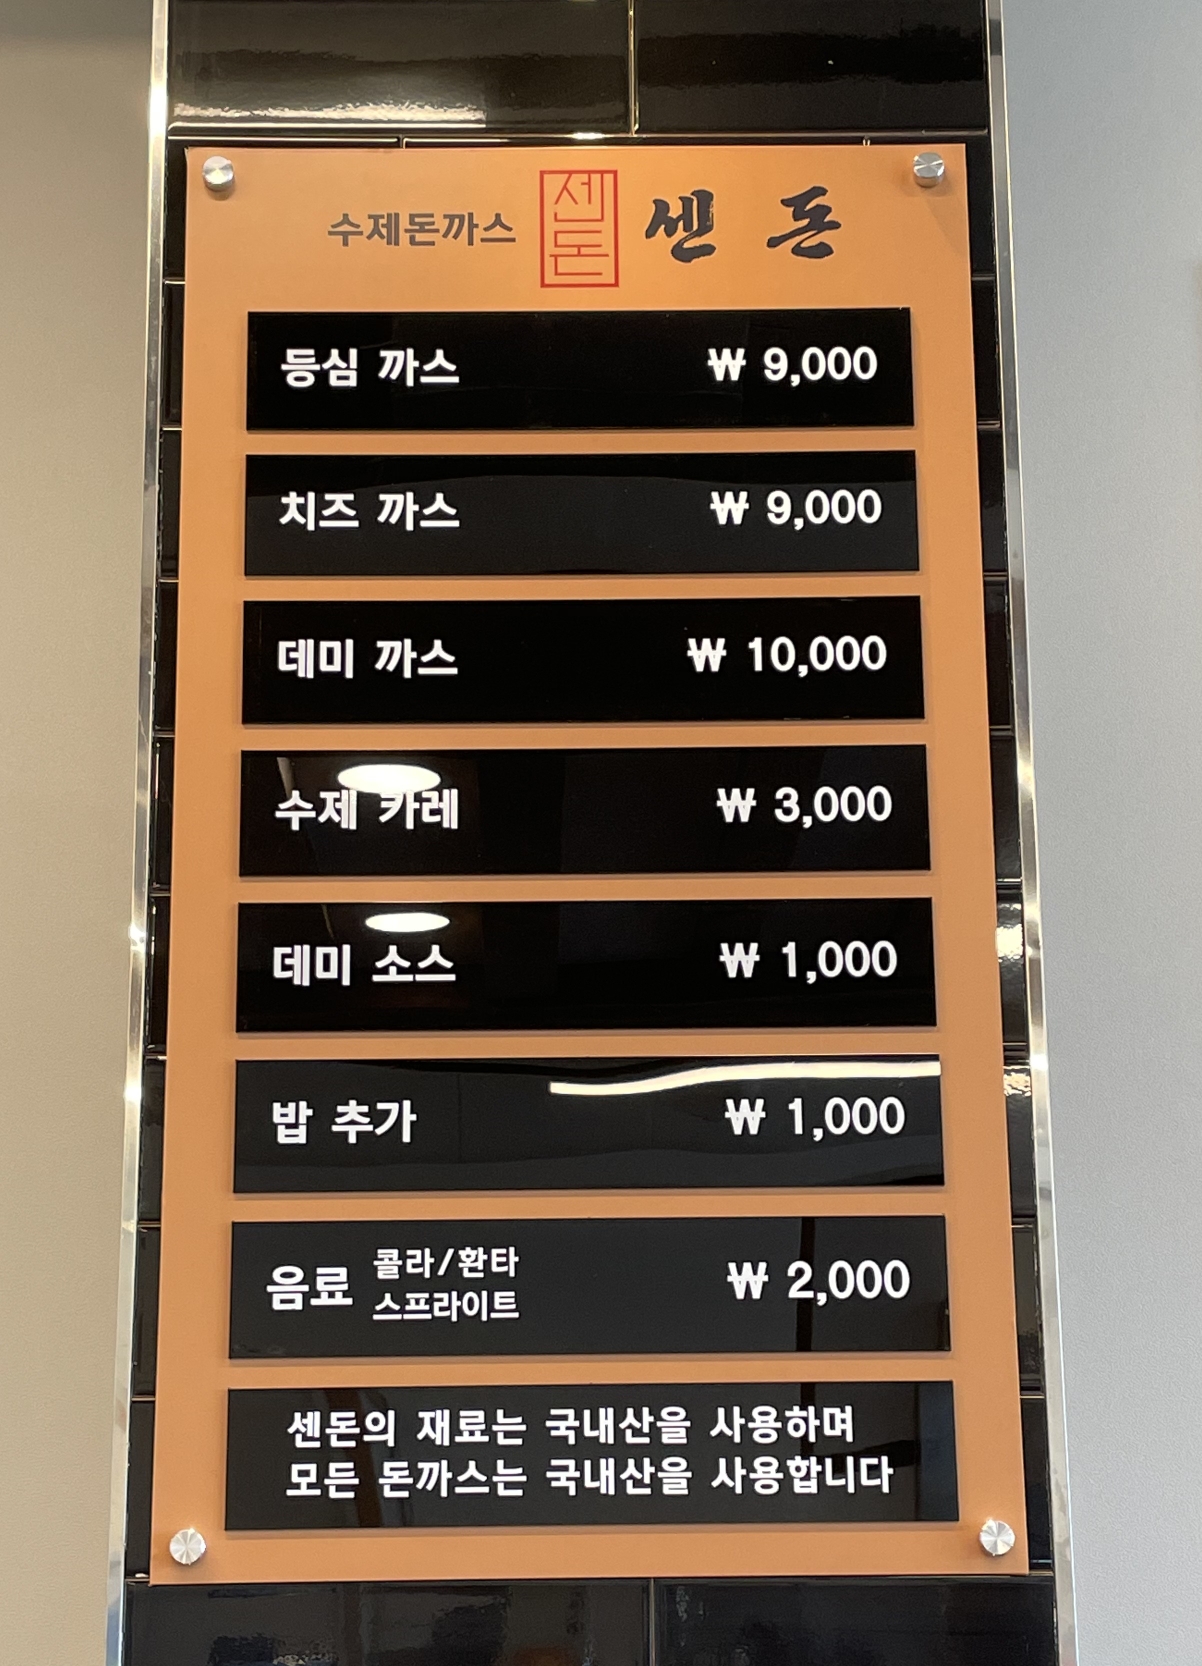 수제돈까스 센돈 센 돈
등심 까스 ₩ 9,000
치즈 까스 ₩ 9,000
데미 까스 ₩ 10,000
수제 카레 ₩ 3,000
데미 소스 ₩ 1,000
밥 추가 ₩ 1,000
음료 콜라/환타 스프라이트 ₩ 2,000
센돈의 재료는 국내산을 사용하며
모든 돈까스는 국내산을 사용합니다